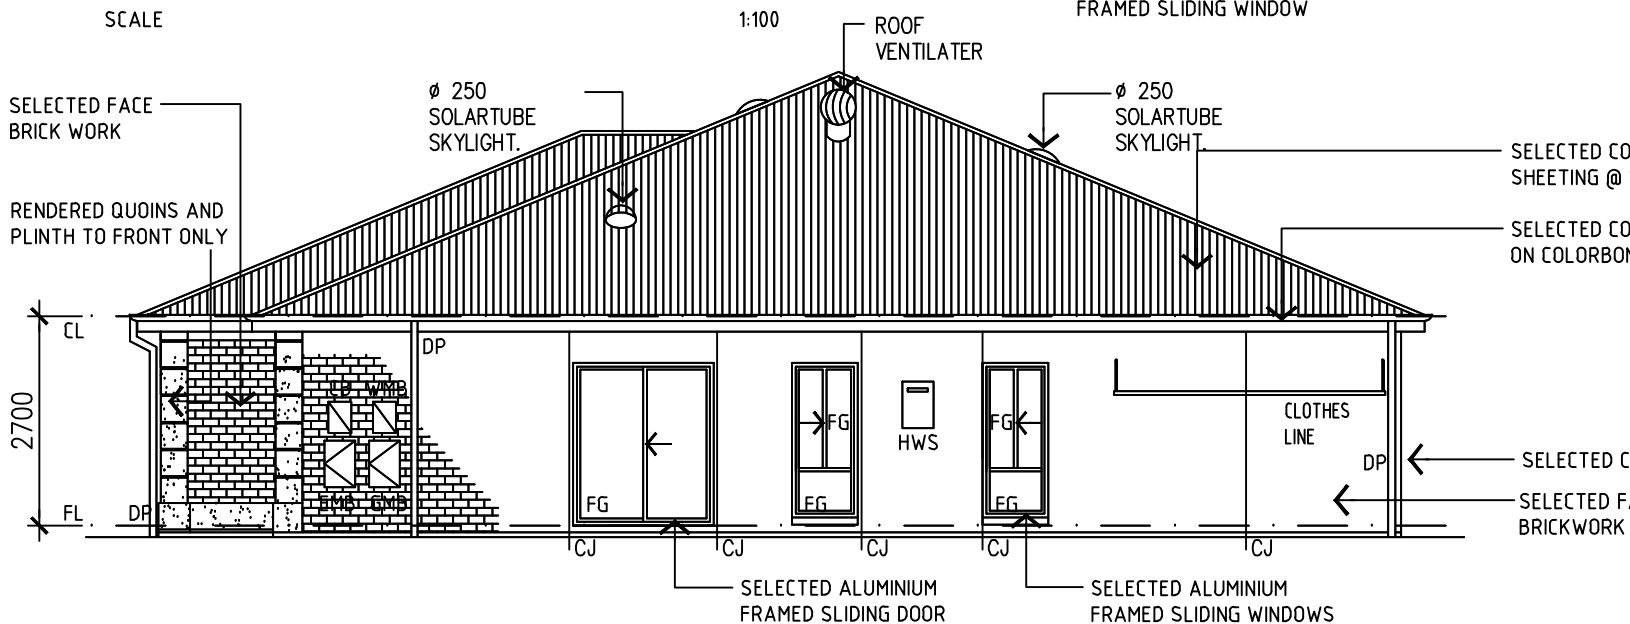 SCALE
1:100
FRAMED SLIDING WINDOW
ROOF
VENTILATER
Ø 250
SOLARTUBE
SKYLIGHT.
Ø 250
SOLARTUBE
SKYLIGHT.
SELECTED FACE
BRICK WORK
SELECTED CO
SHEETING @
RENDERED QUOINS AND
PLINTH TO FRONT ONLY
SELECTED CO
ON COLORBON
CL
DP
2700
CB WMB
CLOTHES
LINE
FG
FG
HWS
DP
SELECTED C
FL
DP
EMB GMB
FG
FG
FG
SELECTED FA
BRICKWORK
CJ
CJ
CJ
CJ
CJ
SELECTED ALUMINIUM
FRAMED SLIDING DOOR
SELECTED ALUMINIUM
FRAMED SLIDING WINDOWS